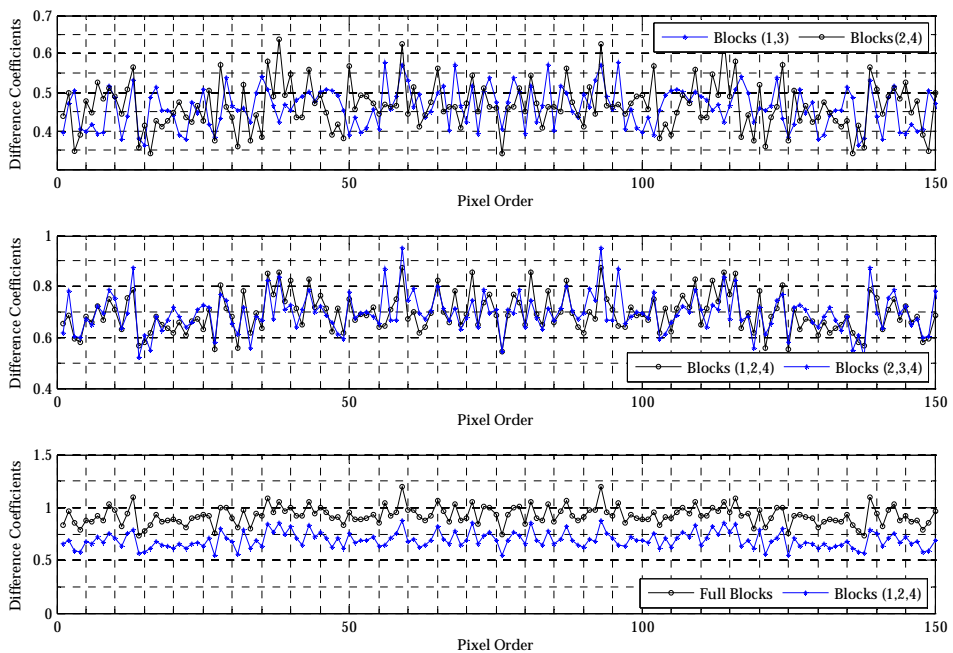 0.7
0.6
0.5
0.4
Difference Coefficients
Blocks (1,3) Blocks(2,4)
0 50 100 150
Pixel Order
1
0.8
0.6
0.4
Difference Coefficients
Blocks (1,2,4) Blocks (2,3,4)
0 50 100 150
Pixel Order
1.5
1
0.5
0
Difference Coefficients
Full Blocks Blocks (1,2,4)
0 50 100 150
Pixel Order